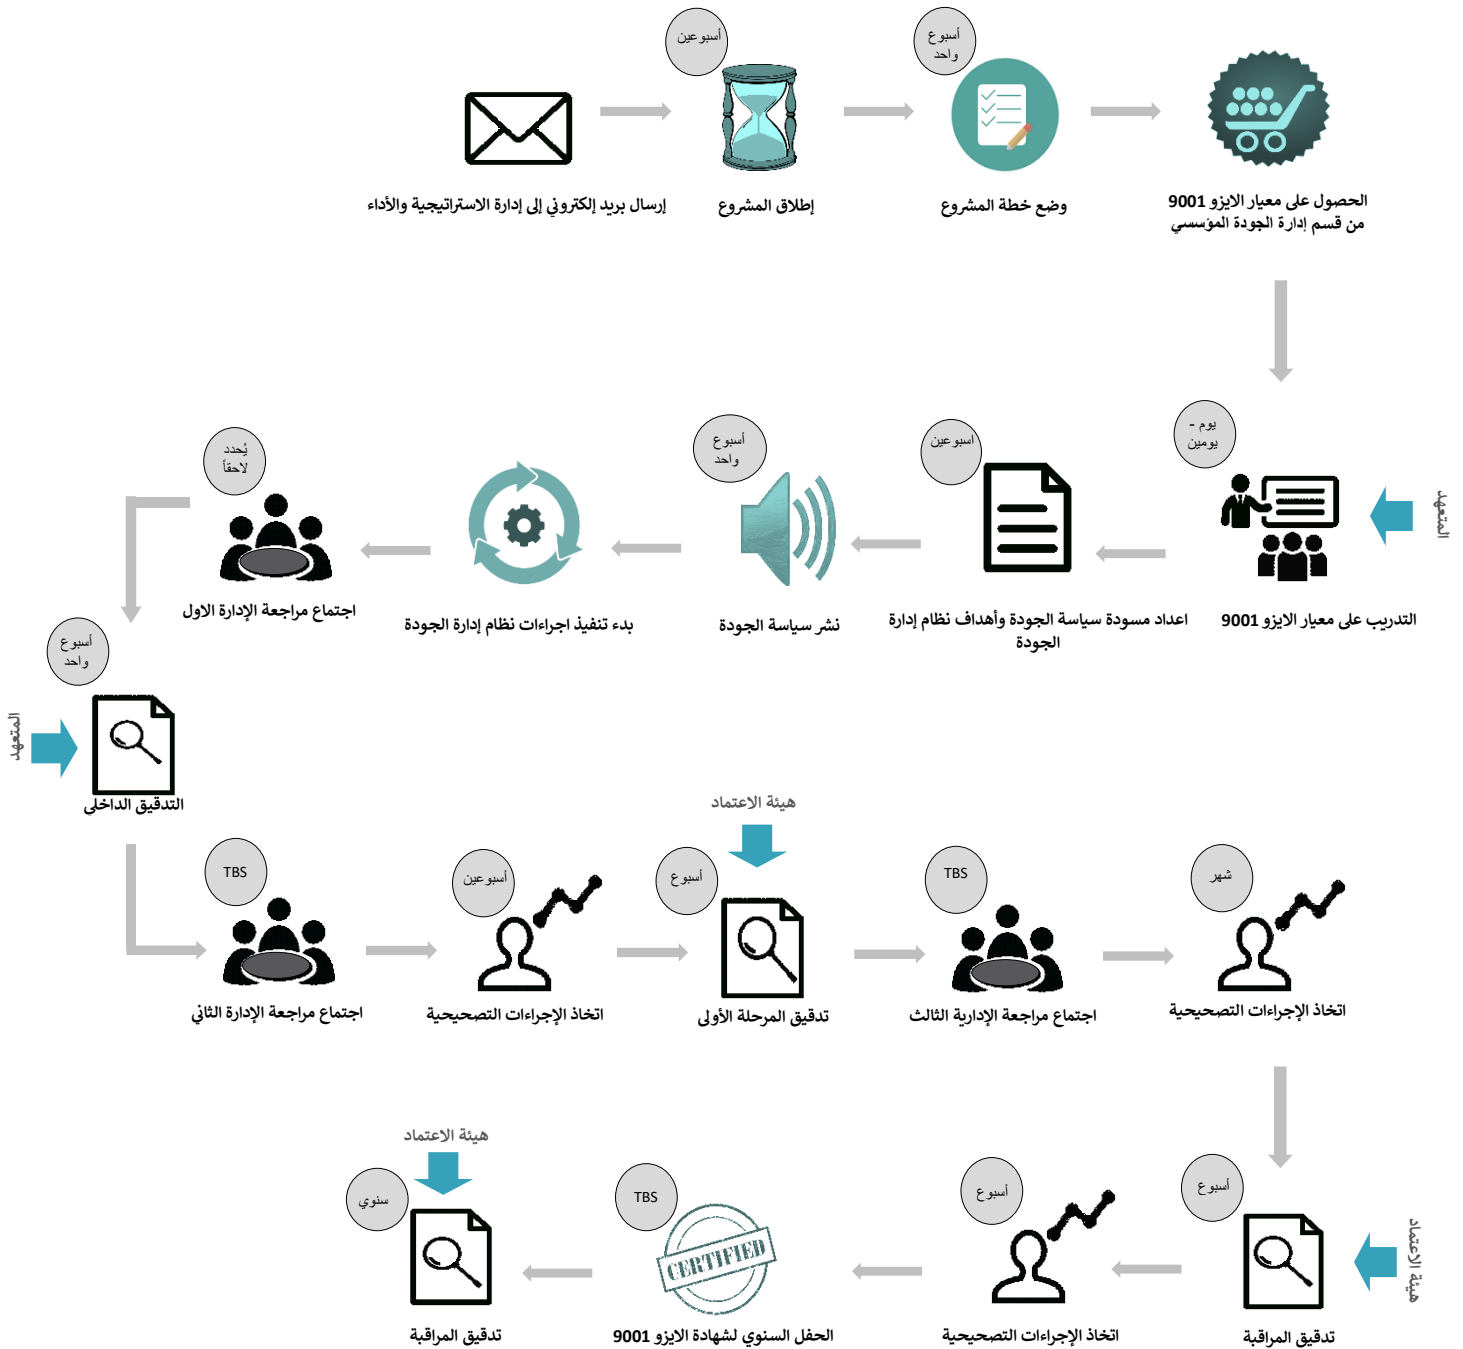 أسبوعين
أسبوع
واحد
إرسال بريد إلكتروني إلى إدارة الاستراتيجية والأداء
إطلاق المشروع
وضع خطة المشروع
الحصول على معيار الايزو 9001
من قسم إدارة الجودة المؤسسي
يوم -
يومين
المتعهد
التدريب على معيار الايزو 9001
اسبوعين
اعداد مسودة سياسة الجودة وأهداف نظام إدارة
الجودة
أسبوع
واحد
نشر سياسة الجودة
بدء تنفيذ اجراءات نظام إدارة الجودة
يُحدد
لاحقاً
اجتماع مراجعة الإدارة الاول
أسبوع
واحد
المتعهد
التدقيق الداخلي
TBS
اجتماع مراجعة الإدارة الثاني
أسبوعين
اتخاذ الإجراءات التصحيحية
هيئة الاعتماد
أسبوع
تدقيق المرحلة الأولى
TBS
اجتماع مراجعة الإدارية الثالث
شهر
اتخاذ الإجراءات التصحيحية
أسبوع
هيئة الاعتماد
تدقيق المراقبة
أسبوع
اتخاذ الإجراءات التصحيحية
TBS
CERTIFIED
الحفل السنوي لشهادة الايزو 9001
هيئة الاعتماد
سنوي
تدقيق المراقبة